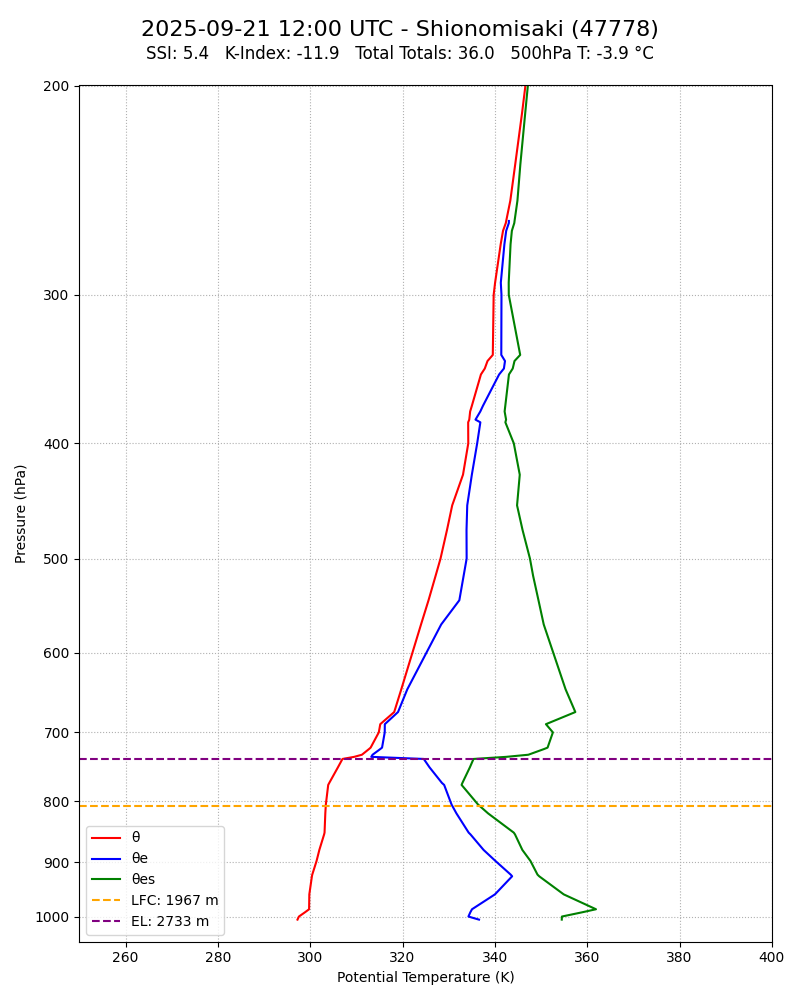 2025-09-21 12:00 UTC - Shionomisaki (47778)
SSI: 5.4 K-Index: -11.9 Total Totals: 36.0 500hPa T: -3.9 °C
200
300
400
500
600
700
800
900
1000
Pressure (hPa)
θ
θe
θes
LFC: 1967 m
EL: 2733 m
260 280 300 320 340 360 380 400
Potential Temperature (K)